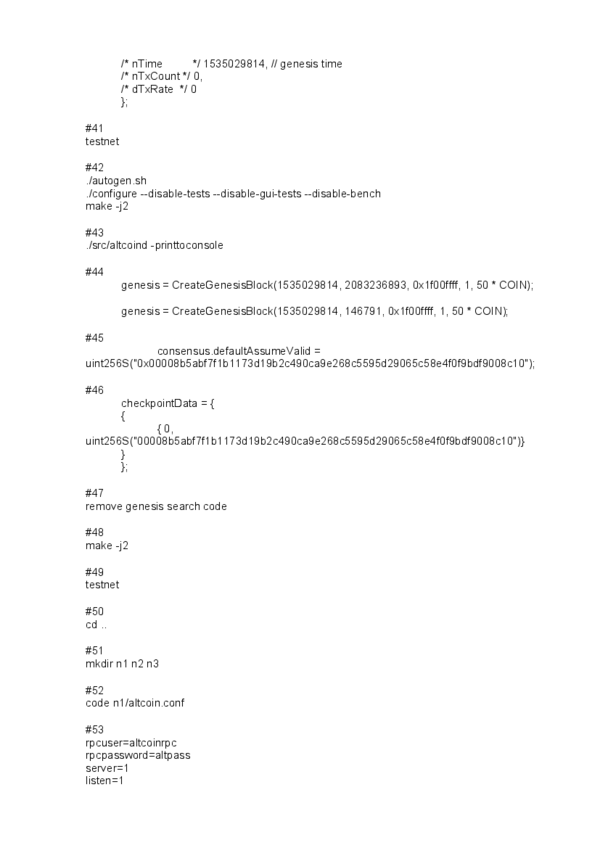 /* nTime */ 1535029814, // genesis time
/* nTxCount */ 0,
/* dTxRate */ 0
};
#41
testnet
#42
./autogen.sh
./configure --disable-tests --disable-gui-tests --disable-bench
make -j2
#43
./src/altcoind -printtoconsole
#44
genesis = CreateGenesisBlock(1535029814, 2083236893, 0x1f00ffff, 1, 50 * COIN);
genesis = CreateGenesisBlock(1535029814, 146791, 0x1f00ffff, 1, 50 * COIN);
#45
consensus.defaultAssumeValid =
uint256S("0x00008b5abf7f1b1173d19b2c490ca9e268c5595d29065c58e4f0f9bdf9008c10");
#46
checkpointData = {
{
{ 0,
uint256S("00008b5abf7f1b1173d19b2c490ca9e268c5595d29065c58e4f0f9bdf9008c10")}
}
};
#47
remove genesis search code
#48
make -j2
#49
testnet
#50
cd ..
#51
mkdir n1 n2 n3
#52
code n1/altcoin.conf
#53
rpcuser=altcoinrpc
rpcpassword=altpass
server=1
listen=1